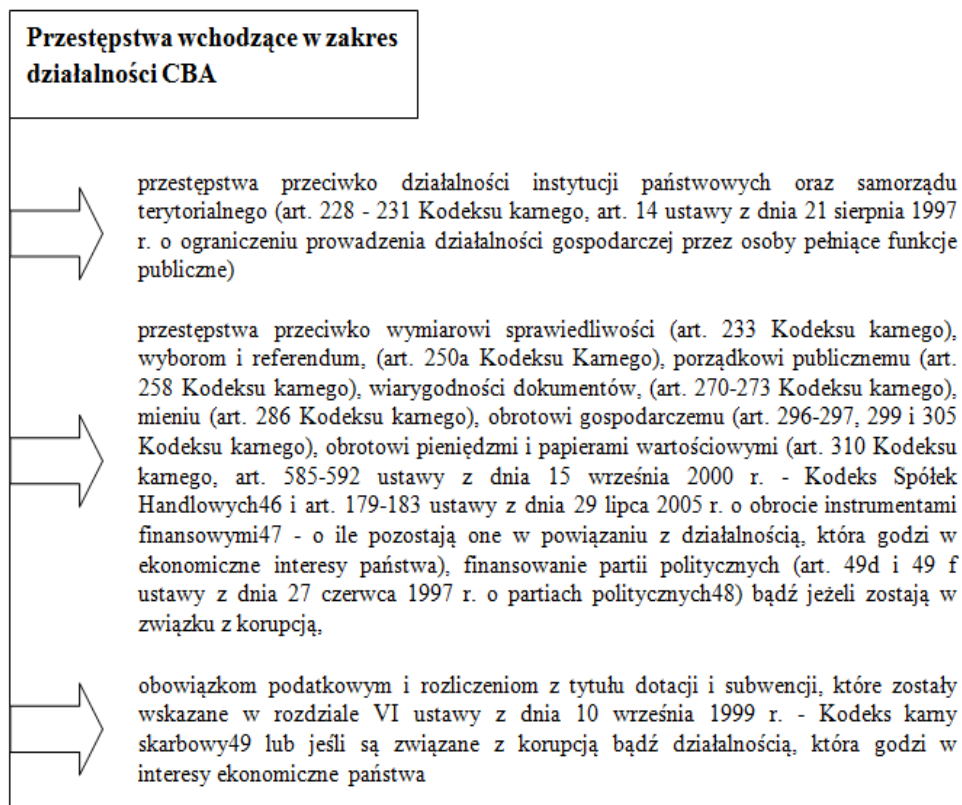 Przestępstwa wchodzące w zakres
działalności CBA
przestępstwa przeciwko działalności instytucji państwowych oraz samorządu
terytorialnego (art. 228 - 231 Kodeksu karnego, art. 14 ustawy z dnia 21 sierpnia 1997
r. o ograniczeniu prowadzenia działalności gospodarczej przez osoby pełniące funkcje
publiczne)
przestępstwa przeciwko wymiarowi sprawiedliwości (art. 233 Kodeksu karnego),
wyborom i referendum, (art. 250a Kodeksu Karnego), porządkowi publicznemu (art.
258 Kodeksu karnego), wiarygodności dokumentów, (art. 270-273 Kodeksu karnego),
mieniu (art. 286 Kodeksu karnego), obrotowi gospodarczemu (art. 296-297, 299 i 305
Kodeksu karnego), obrotowi pieniędzmi i papierami wartościowymi (art. 310 Kodeksu
karnego, art. 585-592 ustawy z dnia 15 września 2000 r. - Kodeks Spółek
Handlowych46 i art. 179-183 ustawy z dnia 29 lipca 2005 r. o obrocie instrumentami
finansowymi47 - o ile pozostają one w powiązaniu z działalnością, która godzi w
ekonomiczne interesy państwa), finansowanie partii politycznych (art. 49d i 49 f
ustawy z dnia 27 czerwca 1997 r. o partiach politycznych48) bądź jeżeli zostają w
związku z korupcją,
obowiązkom podatkowym i rozliczeniom z tytułu dotacji i subwencji, które zostały
wskazane w rozdziale VI ustawy z dnia 10 września 1999 r. - Kodeks karny
skarbowy49 lub jeśli są związane z korupcją bądź działalnością, która godzi w
interesy ekonomiczne państwa